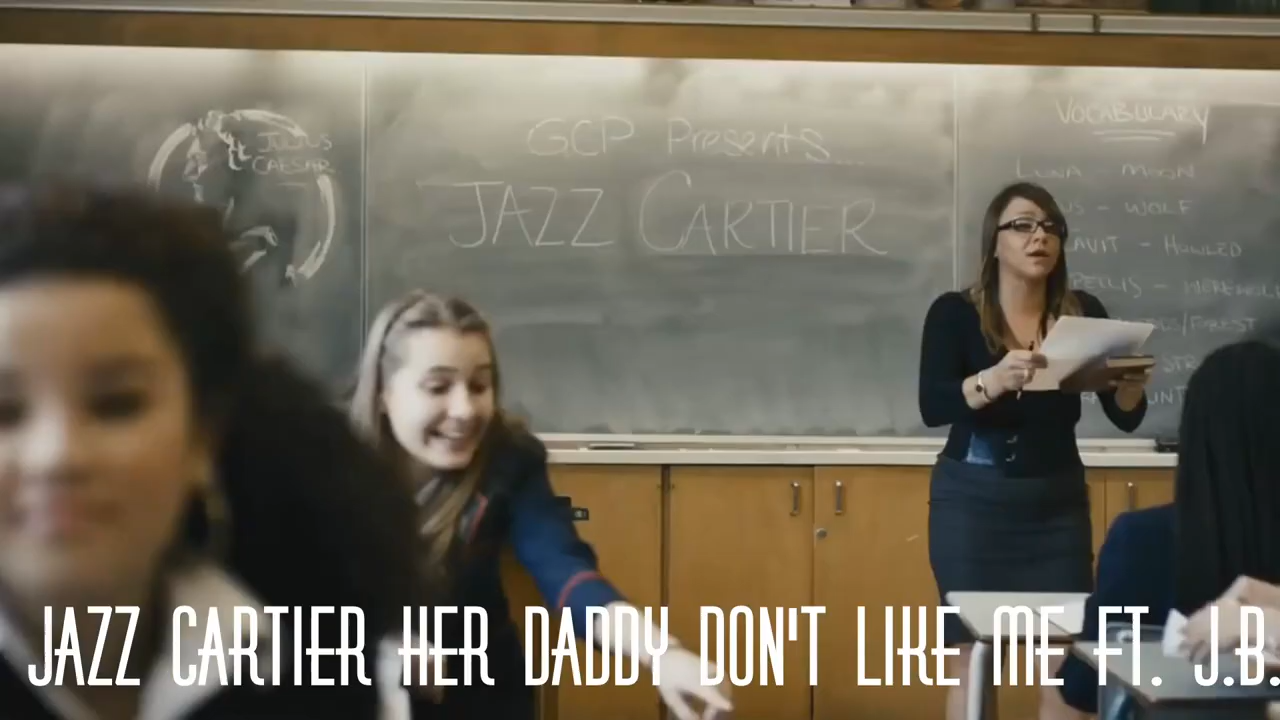 JULIUS
CAESAR
GCP Presents...
JAZZ CARTIER
VOCABULARY
LUNA - MOON
- WOLF
- HOWLED
JAZZ CARTIER HER DADDY DON'T LIKE ME FT. J.B.